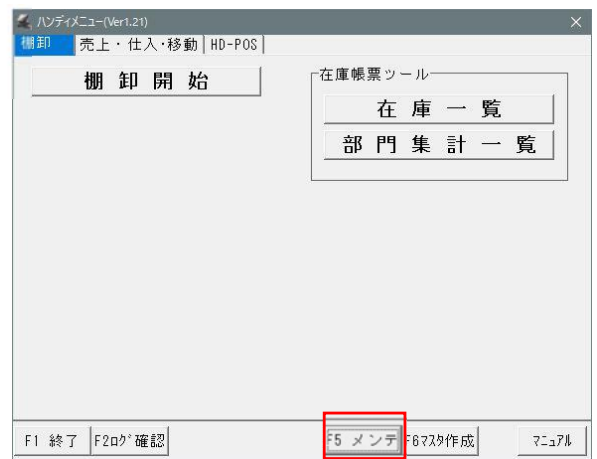 ハンディメニュー(Ver1.21)
棚卸 売上・仕入・移動 HD-POS
棚卸開始
在庫帳票ツール
在庫一覧
部門集計一覧
F1 終了 F2ﾛｸﾞ確認 F5 メンテ F6ﾏｽﾀ作成 ﾏﾆｭｱﾙ